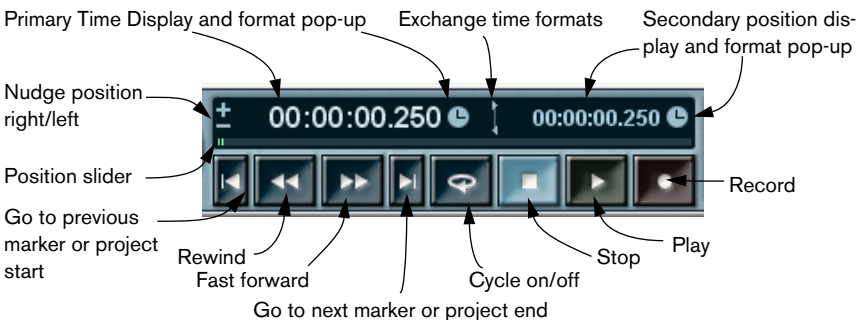 Primary Time Display and format pop-up
Exchange time formats
Secondary position dis-
play and format pop-up
Nudge position
right/left
00:00:00.250
00:00:00.250
Position slider
Go to previous
marker or project
start
Rewind
Fast forward
Go to next marker or project end
Cycle on/off
Stop
Play
Record